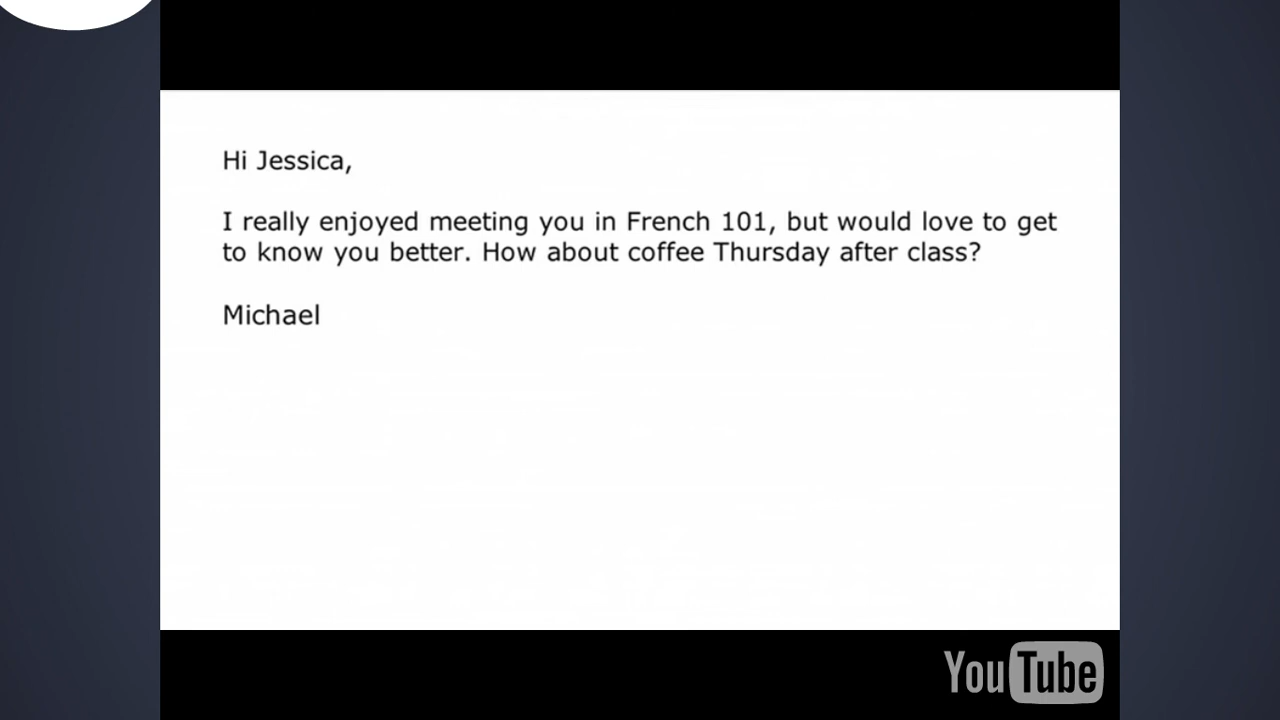 Hi Jessica,
I really enjoyed meeting you in French 101, but would love to get
to know you better. How about coffee Thursday after class?
Michael
YouTube